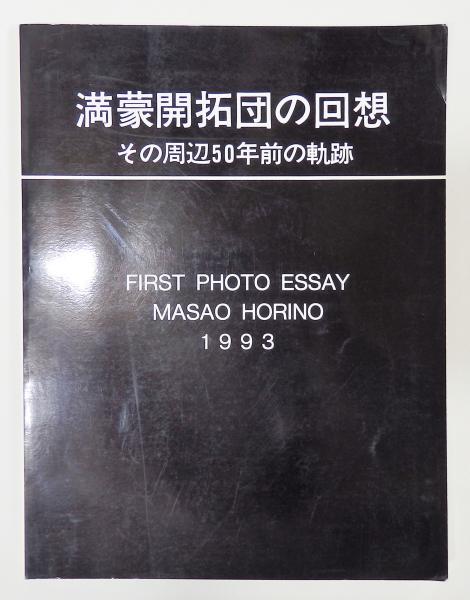 満蒙開拓団の回想
その周辺50年前の軌跡
FIRST PHOTO ESSAY
MASAO HORINO
1993